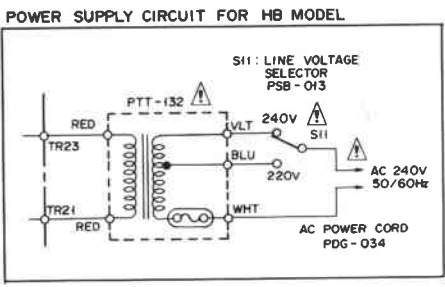 POWER SUPPLY CIRCUIT FOR HB MODEL
S11: LINE VOLTAGE
SELECTOR
PSB-013
PTT-132
240V
S11
RED
VLT
TR23
BLU
220V
AC 240V
50/60Hz
TR21
WHT
RED
AC POWER CORD
PDG-034